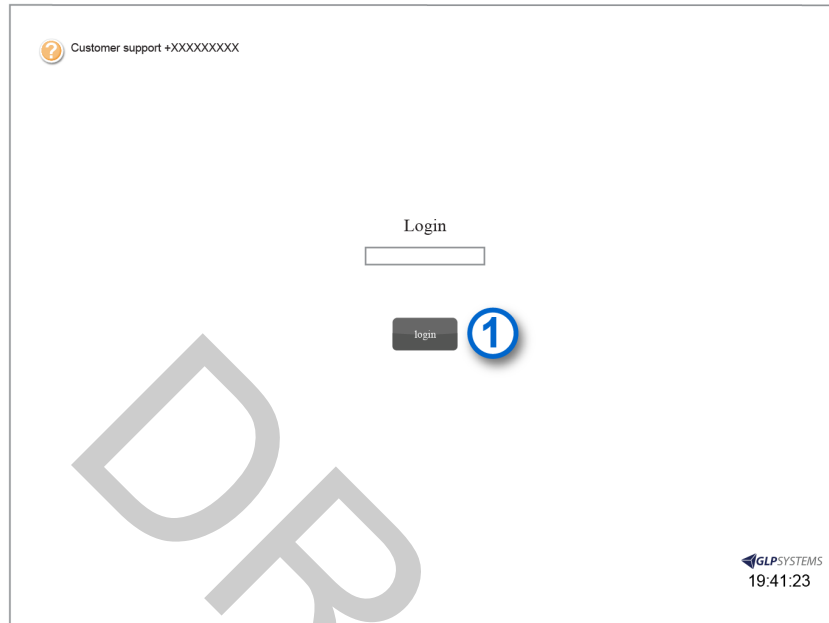 Customer support +XXXXXXXXX
Login
login
1
DR
GLPSYSTEMS
19:41:23